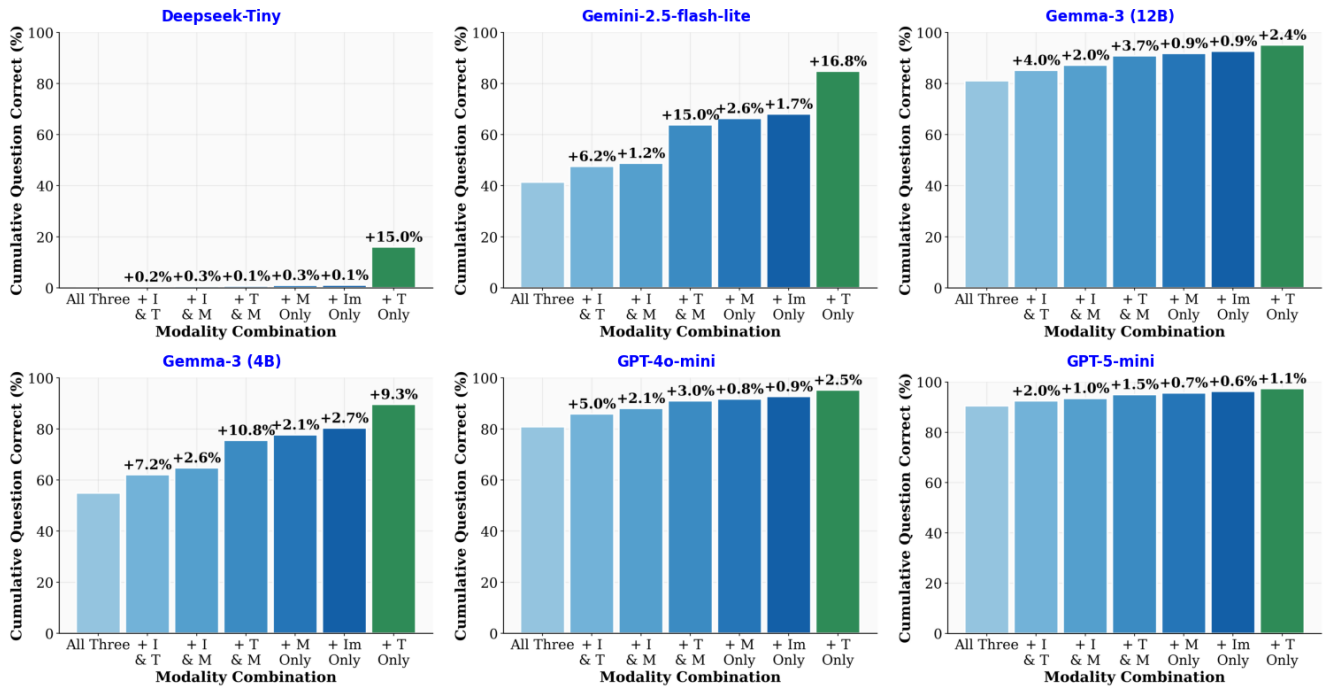 Deepseek-Tiny
Cumulative Question Correct (%)
100
80
60
40
20
0
+0.2% +0.3% +0.1% +0.3% +0.1% +15.0%
All Three + I + I + T + M + Im + T
& T & M & M Only Only Only
Modality Combination
Gemini-2.5-flash-lite
Cumulative Question Correct (%)
100
80
60
40
20
0
+6.2% +1.2% +15.0% +2.6% +1.7% +16.8%
All Three + I + I + T + M + Im + T
& T & M & M Only Only Only
Modality Combination
Gemma-3 (12B)
Cumulative Question Correct (%)
100
80
60
40
20
0
+4.0% +2.0% +3.7% +0.9% +0.9% +2.4%
All Three + I + I + T + M + Im + T
& T & M & M Only Only Only
Modality Combination
Gemma-3 (4B)
Cumulative Question Correct (%)
100
80
60
40
20
0
+7.2% +2.6% +10.8% +2.1% +2.7% +9.3%
All Three + I + I + T + M + Im + T
& T & M & M Only Only Only
Modality Combination
GPT-4o-mini
Cumulative Question Correct (%)
100
80
60
40
20
0
+5.0% +2.1% +3.0% +0.8% +0.9% +2.5%
All Three + I + I + T + M + Im + T
& T & M & M Only Only Only
Modality Combination
GPT-5-mini
Cumulative Question Correct (%)
100
80
60
40
20
0
+2.0% +1.0% +1.5% +0.7% +0.6% +1.1%
All Three + I + I + T + M + Im + T
& T & M & M Only Only Only
Modality Combination